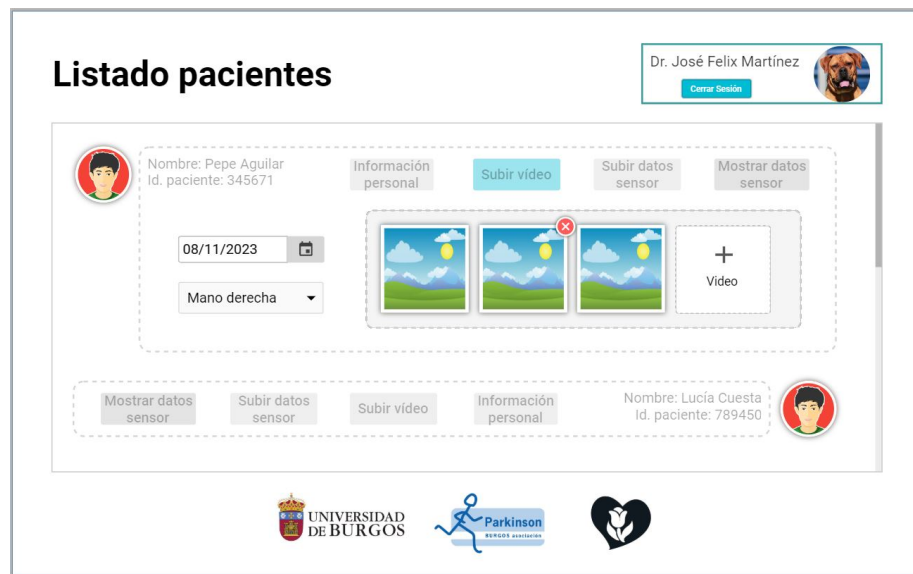 Listado pacientes
Dr. José Felix Martínez
Cerrar Sesión
Nombre: Pepe Aguilar
Id. paciente: 345671
Información
personal
Subir vídeo
Subir datos
sensor
Mostrar datos
sensor
08/11/2023
Mano derecha
+
Video
Mostrar datos
sensor
Subir datos
sensor
Subir vídeo
Información
personal
Nombre: Lucía Cuesta
Id. paciente: 789450
UNIVERSIDAD
DE BURGOS
Parkinson
BURGOS asociación